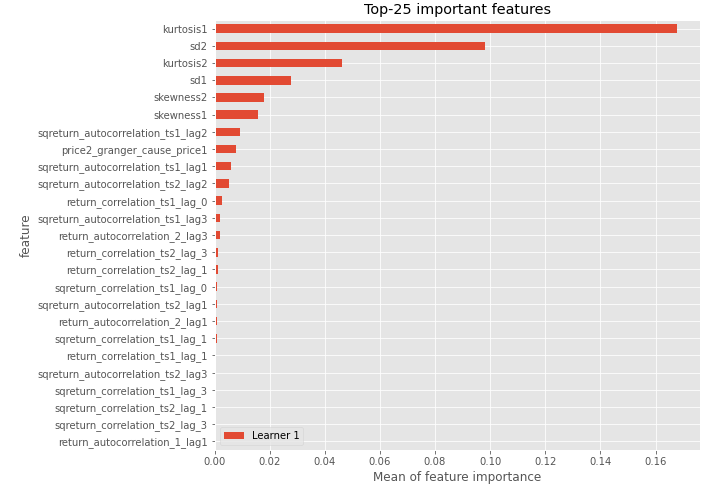 Top-25 important features
kurtosis1
sd2
kurtosis2
sd1
skewness2
skewness1
sqreturn_autocorrelation_ts1_lag2
price2_granger_cause_price1
sqreturn_autocorrelation_ts1_lag1
sqreturn_autocorrelation_ts2_lag2
return_correlation_ts1_lag_0
sqreturn_autocorrelation_ts1_lag3
return_autocorrelation_2_lag3
return_correlation_ts2_lag_3
return_correlation_ts2_lag_1
sqreturn_correlation_ts1_lag_0
sqreturn_autocorrelation_ts2_lag1
return_autocorrelation_2_lag1
sqreturn_correlation_ts1_lag_1
return_correlation_ts1_lag_1
sqreturn_autocorrelation_ts2_lag3
sqreturn_correlation_ts1_lag_3
sqreturn_correlation_ts2_lag_1
sqreturn_correlation_ts2_lag_3
return_autocorrelation_1_lag1
feature
Learner 1
0.00 0.02 0.04 0.06 0.08 0.10 0.12 0.14 0.16
Mean of feature importance